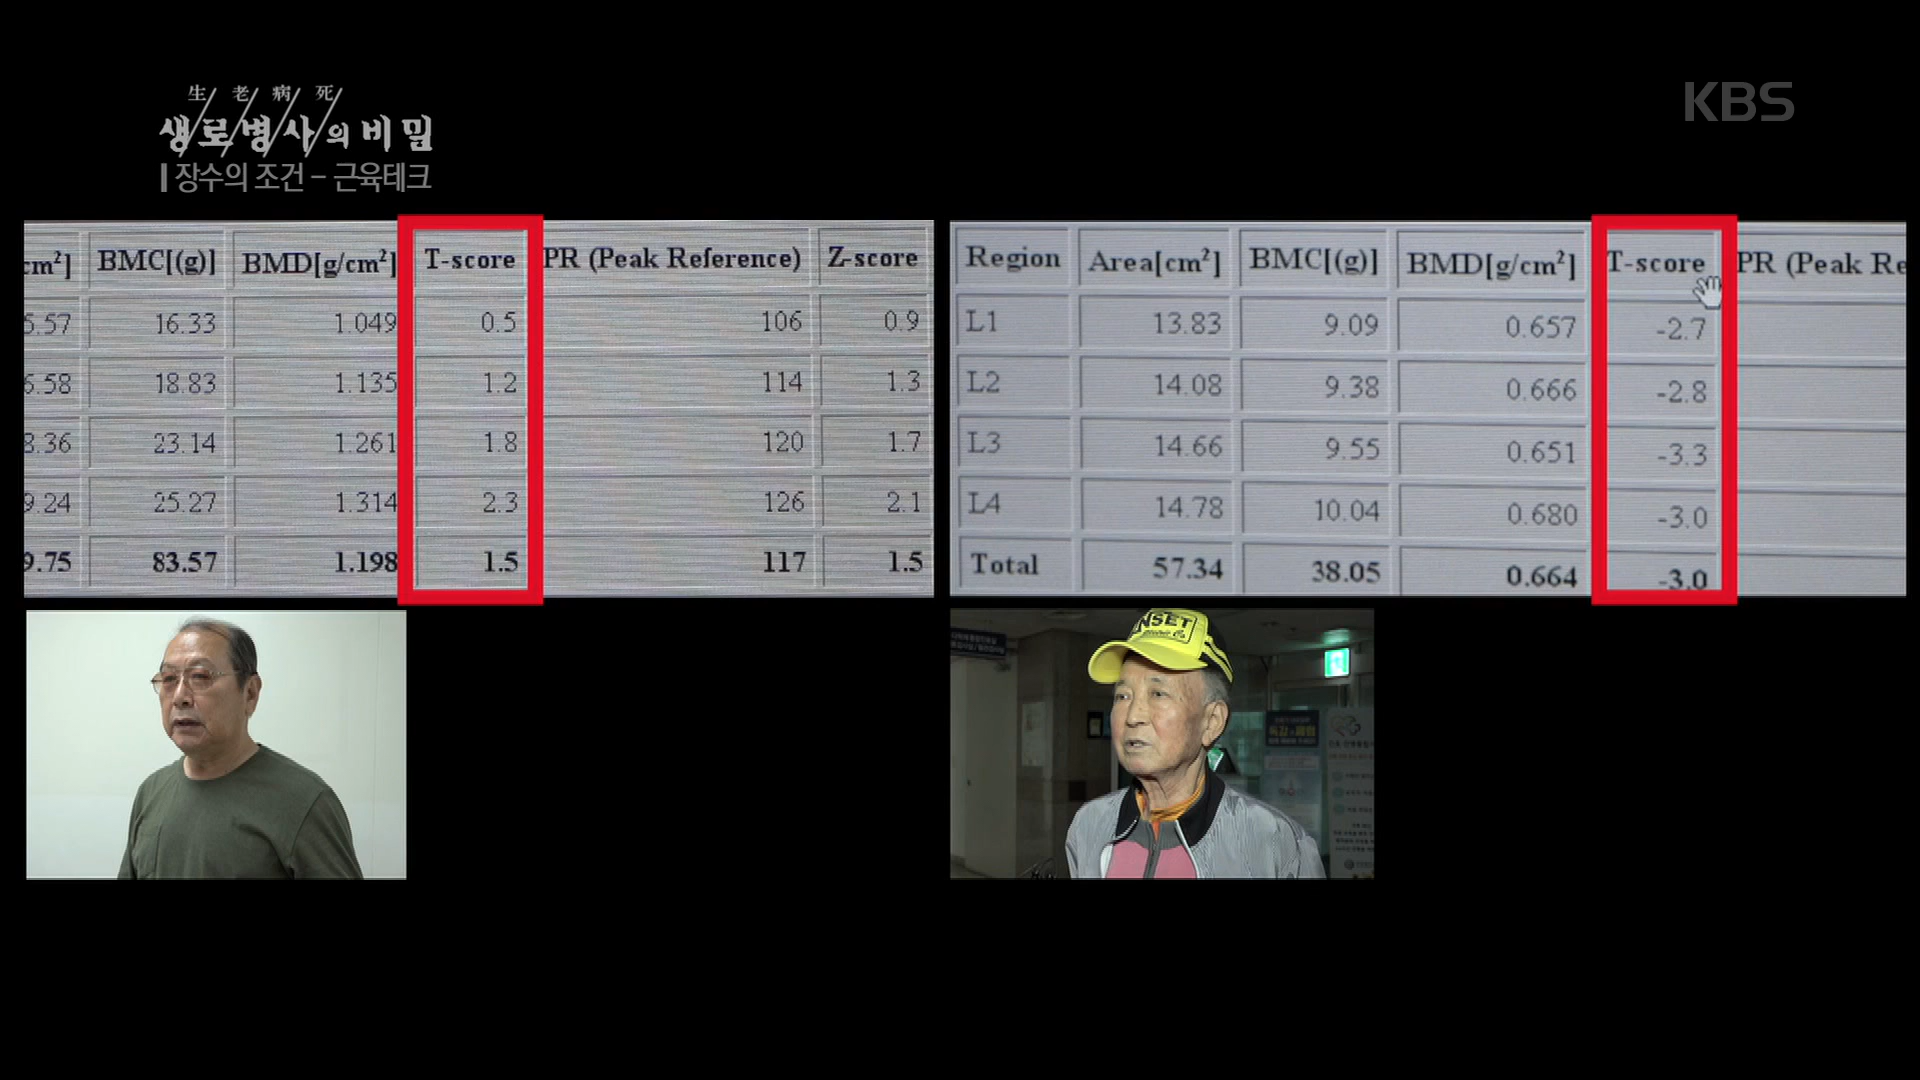 生老病死
생로병사의 비밀
장수의 조건 - 근육테크
KBS
cm²] BMC[(g)] BMD[g/cm²] T-score PR (Peak Reference) Z-score
5.57 16.33 1.049 0.5 106 0.9
6.58 18.83 1.135 1.2 114 1.3
8.36 23.14 1.261 1.8 120 1.7
9.24 25.27 1.314 2.3 126 2.1
9.75 83.57 1.198 1.5 117 1.5
Region Area[cm²] BMC[(g)] BMD[g/cm²] T-score PR (Peak Re
L1 13.83 9.09 0.657 -2.7
L2 14.08 9.38 0.666 -2.8
L3 14.66 9.55 0.651 -3.3
L4 14.78 10.04 0.680 -3.0
Total 57.34 38.05 0.664 -3.0
NSET
독감 폐렴